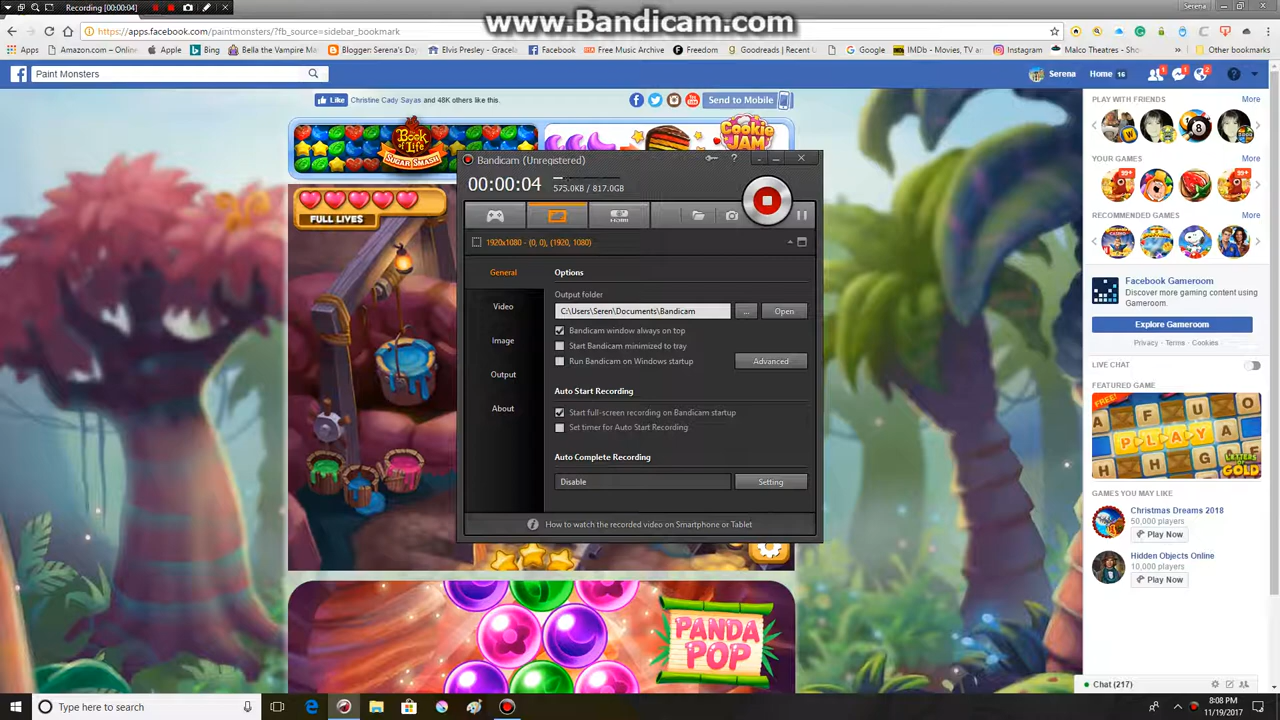 Recording [00:00:04]
www.Bandicam.com
Serena
https://apps.facebook.com/paintmonsters/?fb_source=sidebar_bookmark
Apps
Amazon.com – Online
Apple
Bing
Blogger: Serena's De
Elvis Presley - Gracela
Facebook
Free Music Archive
Freedom
Goodreads | Recent
Google
IMDb - Movies, TV an
Instagram
Malco Theatres - Sho
Other bookmarks
Paint Monsters
Serena
Home 16
Like
Christine Cady Sayas and 48K others like this.
Send to Mobile
Book of Life
SUGAR SMASH
COOKIE JAM
FULL LIVES
Bandicam (Unregistered)
00:00:04
575.0KB / 817.0GB
HDMI
1920x1080 - (0, 0), (1920, 1080)
General
Video
Image
Output
About
Options
Output folder
C:\Users\Seren\Documents\Bandicam
...
Open
Bandicam window always on top
Start Bandicam minimized to tray
Run Bandicam on Windows startup
Advanced
Auto Start Recording
Start full-screen recording on Bandicam startup
Set timer for Auto Start Recording
Auto Complete Recording
Disable
Setting
How to watch the recorded video on Smartphone or Tablet
PANDA
POP
PLAY WITH FRIENDS
More
YOUR GAMES
More
99+
99+
RECOMMENDED GAMES
More
Facebook Gameroom
Discover more gaming content using
Gameroom.
Explore Gameroom
Privacy · Terms · Cookies
LIVE CHAT
FEATURED GAME
FREE!
PLAY
LETTERS OF GOLD
GAMES YOU MAY LIKE
Christmas Dreams 2018
50,000 players
Play Now
Hidden Objects Online
10,000 players
Play Now
Chat (217)
Type here to search
8:08 PM
11/19/2017